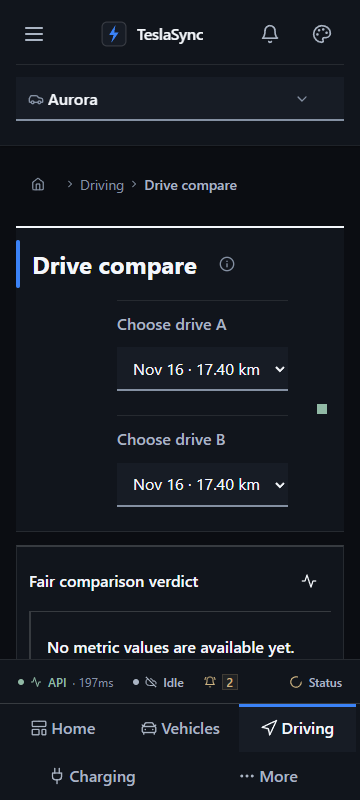 TeslaSync
Aurora
Driving
Drive compare
Drive compare
Choose drive A
Nov 16 · 17.40 km
Choose drive B
Nov 16 · 17.40 km
Fair comparison verdict
No metric values are available yet.
API · 197ms
Idle
2
Status
Home
Vehicles
Driving
Charging
More